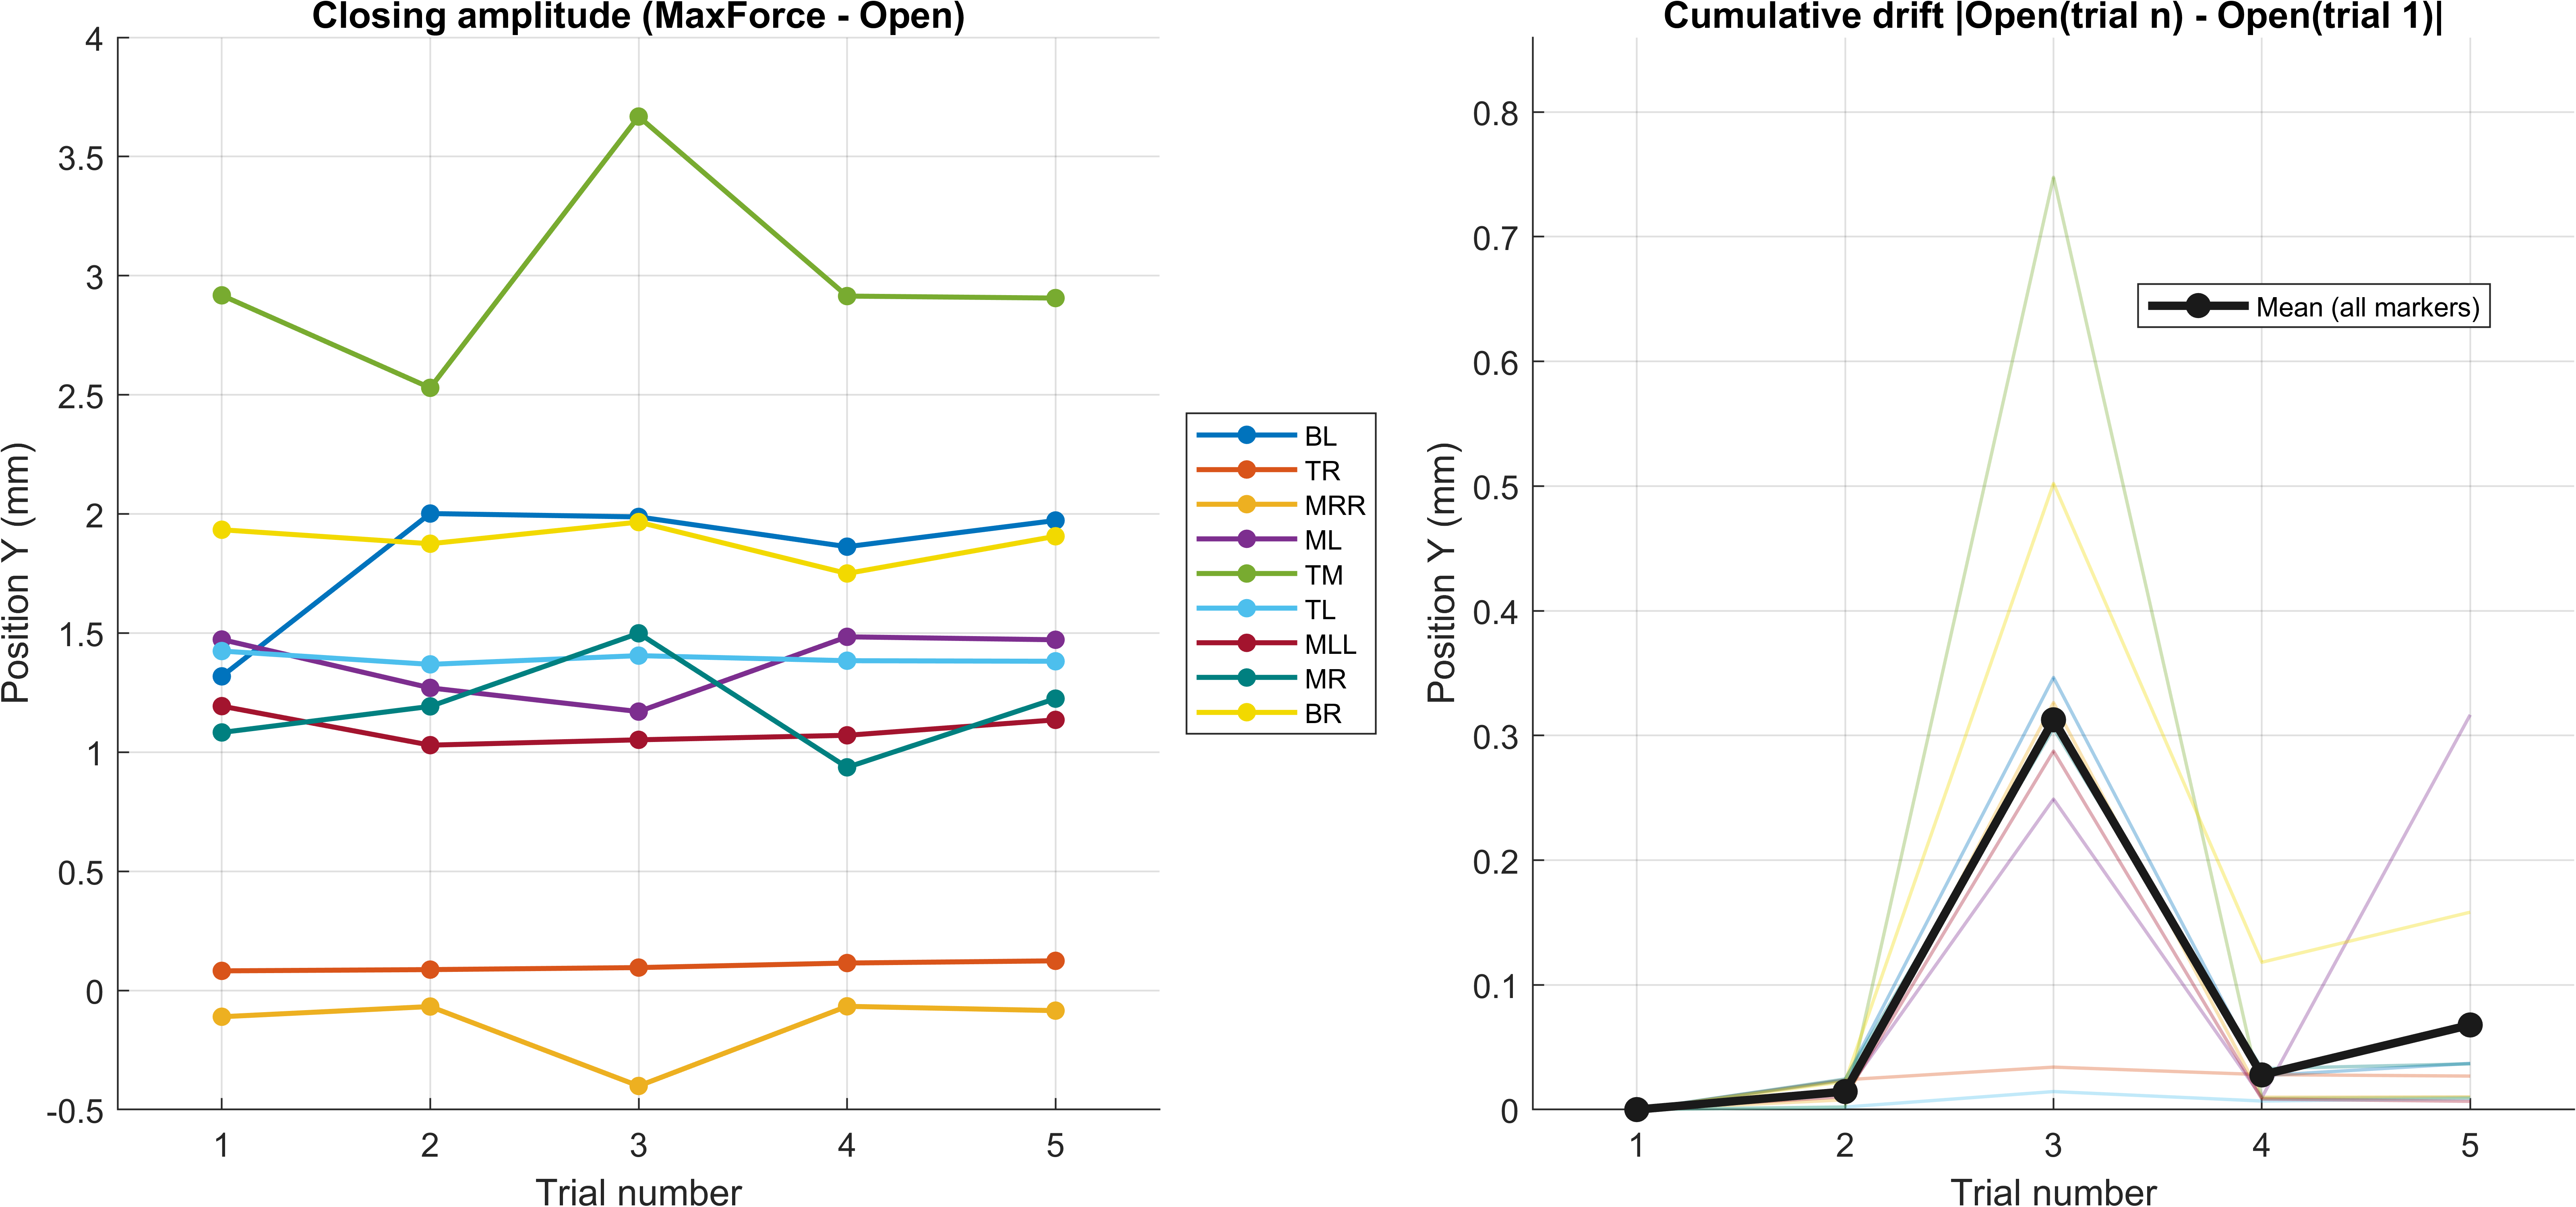 Closing amplitude (MaxForce - Open)
4
3.5
3
2.5
2
1.5
1
0.5
0
-0.5
Position Y (mm)
1 2 3 4 5
Trial number
BL
TR
MRR
ML
TM
TL
MLL
MR
BR
Cumulative drift |Open(trial n) - Open(trial 1)|
0.8
0.7
0.6
0.5
0.4
0.3
0.2
0.1
0
Position Y (mm)
Mean (all markers)
1 2 3 4 5
Trial number